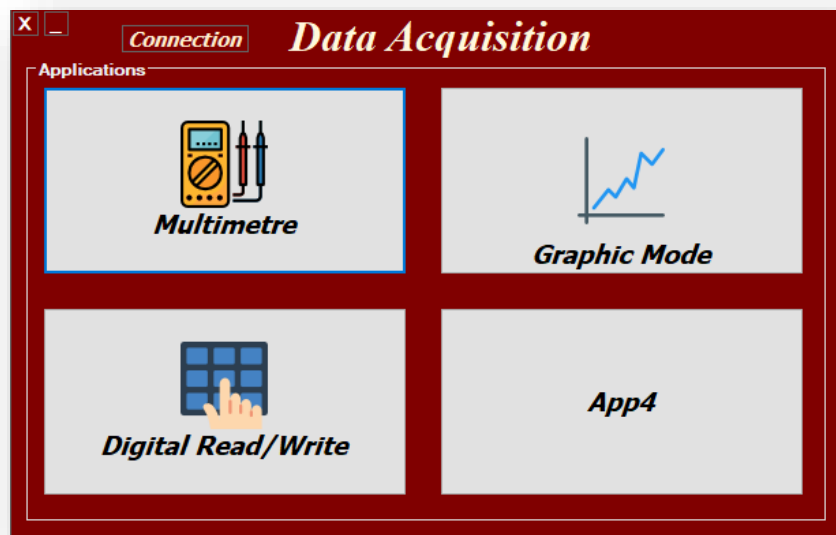 X _
Connection
Data Acquisition
Applications
Multimetre
Graphic Mode
Digital Read/Write
App4